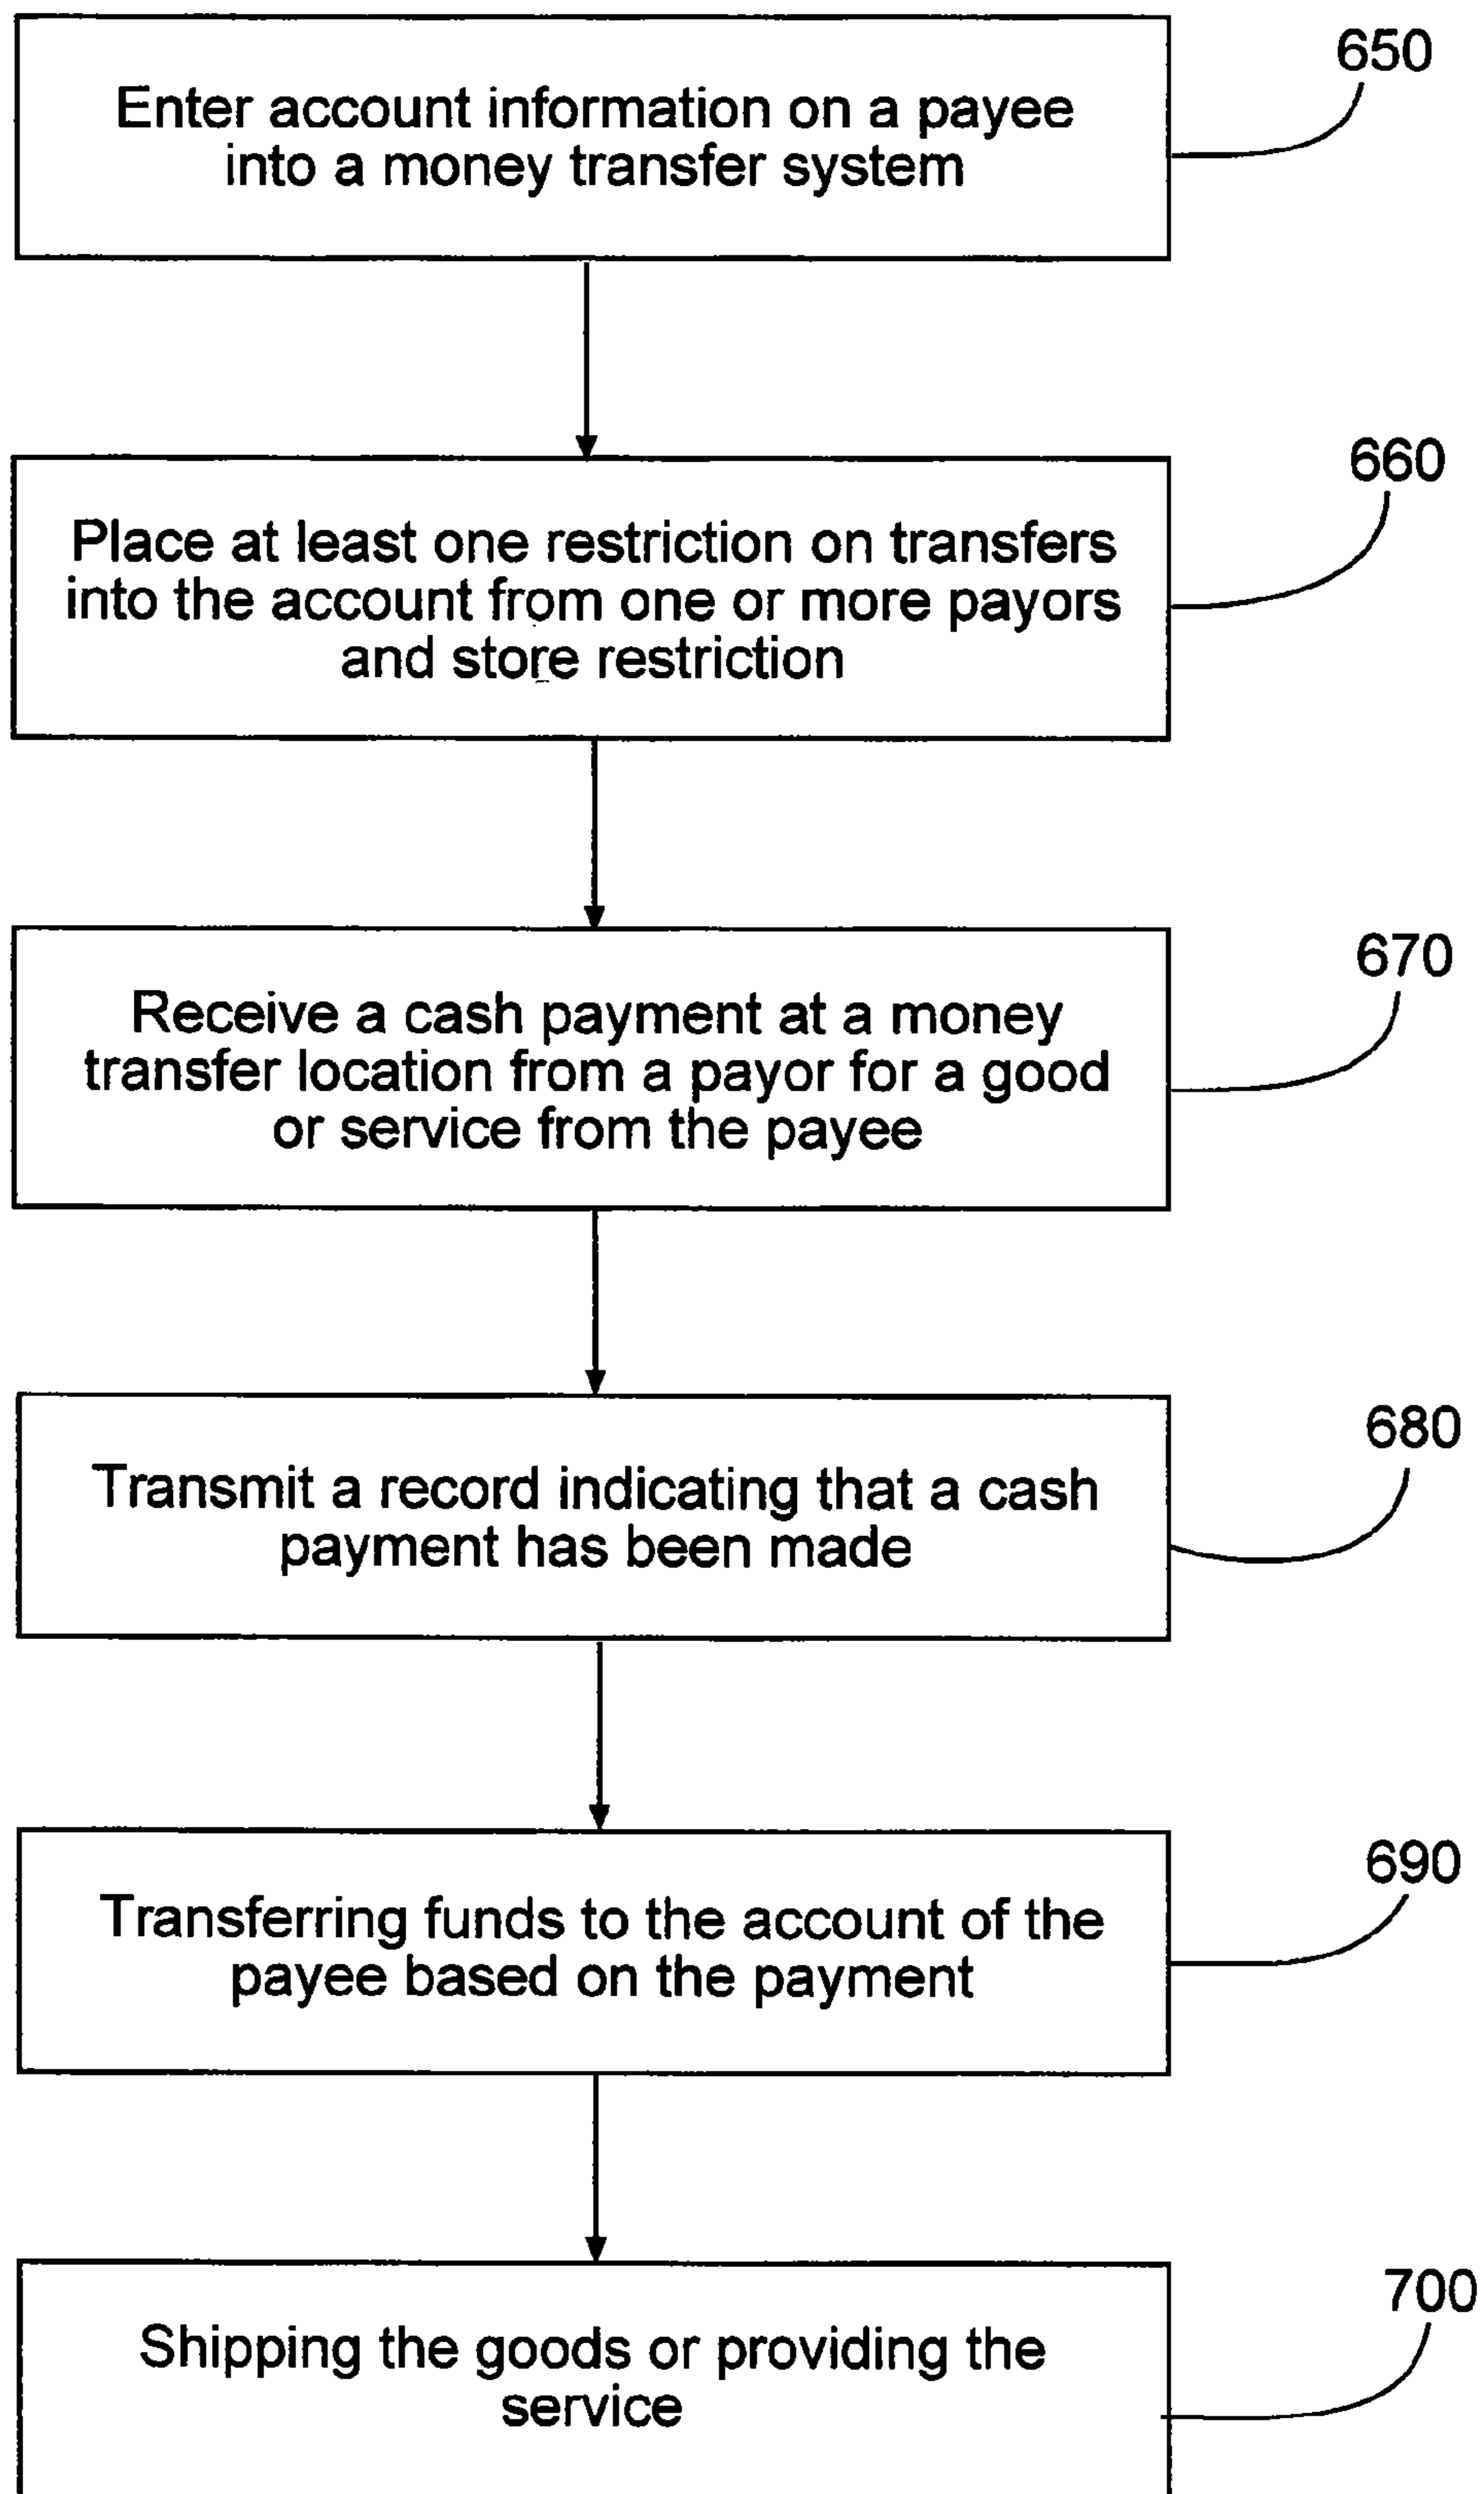 650
Enter account information on a payee
into a money transfer system
660
Place at least one restriction on transfers
into the account from one or more payors
and store restriction
670
Receive a cash payment at a money
transfer location from a payor for a good
or service from the payee
680
Transmit a record indicating that a cash
payment has been made
690
Transferring funds to the account of the
payee based on the payment
700
Shipping the goods or providing the
service